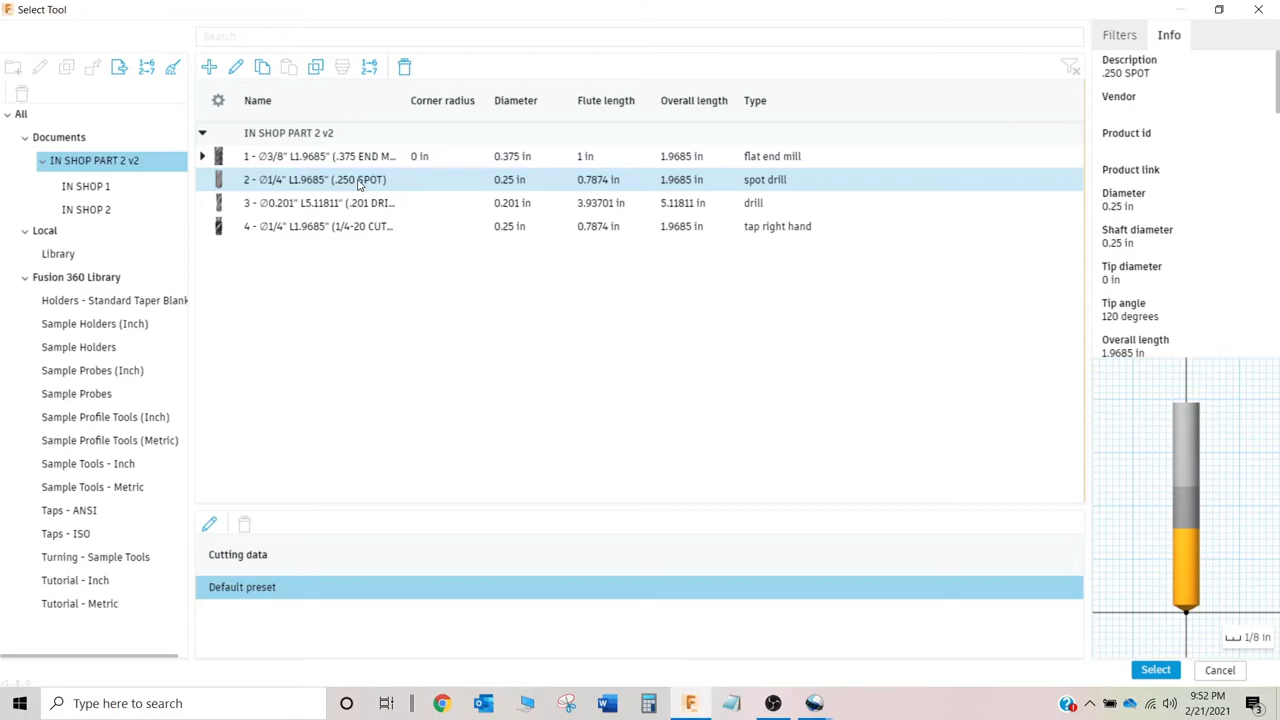 Select Tool
Search
Filters
Info
Description
.250 SPOT
Vendor
Product id
Product link
Diameter
0.25 in
Shaft diameter
0.25 in
Tip diameter
0 in
Tip angle
120 degrees
Overall length
1.9685 in
1/8 in
All
Documents
IN SHOP PART 2 v2
IN SHOP 1
IN SHOP 2
Local
Library
Fusion 360 Library
Holders - Standard Taper Blank
Sample Holders (Inch)
Sample Holders
Sample Probes (Inch)
Sample Probes
Sample Profile Tools (Inch)
Sample Profile Tools (Metric)
Sample Tools - Inch
Sample Tools - Metric
Taps - ANSI
Taps - ISO
Turning - Sample Tools
Tutorial - Inch
Tutorial - Metric
Name Corner radius Diameter Flute length Overall length Type
IN SHOP PART 2 v2
1 - ∅3/8" L1.9685" (.375 END M... 0 in 0.375 in 1 in 1.9685 in flat end mill
2 - ∅1/4" L1.9685" (.250 SPOT) 0.25 in 0.7874 in 1.9685 in spot drill
3 - ∅0.201" L5.11811" (.201 DRI... 0.201 in 3.93701 in 5.11811 in drill
4 - ∅1/4" L1.9685" (1/4-20 CUT... 0.25 in 0.7874 in 1.9685 in tap right hand
Cutting data
Default preset
Select
Cancel
Type here to search
9:52 PM
2/21/2021
3